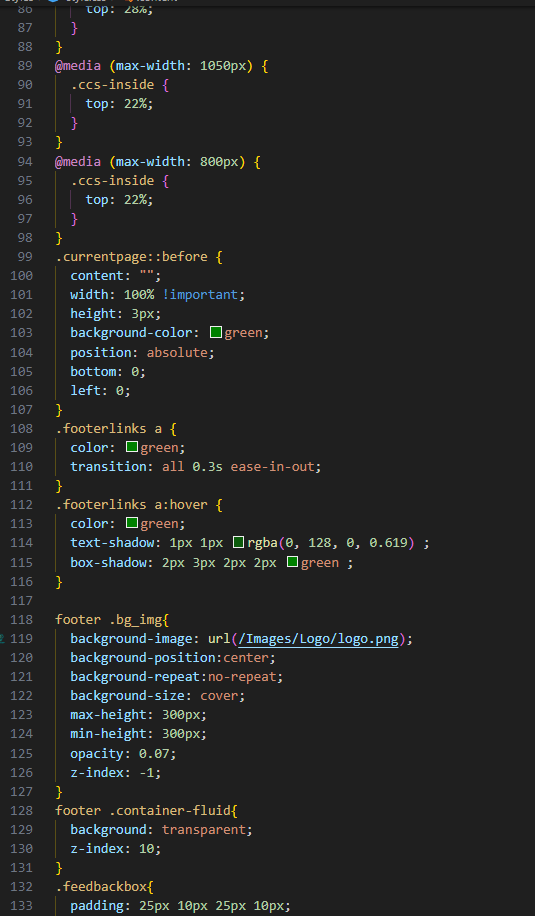 86 top: 28%;
87 }
88 }
89 @media (max-width: 1050px) {
90 .ccs-inside {
91 top: 22%;
92 }
93 }
94 @media (max-width: 800px) {
95 .ccs-inside {
96 top: 22%;
97 }
98 }
99 .currentpage::before {
100 content: "";
101 width: 100% !important;
102 height: 3px;
103 background-color: green;
104 position: absolute;
105 bottom: 0;
106 left: 0;
107 }
108 .footerlinks a {
109 color: green;
110 transition: all 0.3s ease-in-out;
111 }
112 .footerlinks a:hover {
113 color: green;
114 text-shadow: 1px 1px rgba(0, 128, 0, 0.619) ;
115 box-shadow: 2px 3px 2px 2px green ;
116 }
117
118 footer .bg_img{
119 background-image: url(/Images/Logo/logo.png);
120 background-position:center;
121 background-repeat:no-repeat;
122 background-size: cover;
123 max-height: 300px;
124 min-height: 300px;
125 opacity: 0.07;
126 z-index: -1;
127 }
128 footer .container-fluid{
129 background: transparent;
130 z-index: 10;
131 }
132 .feedbackbox{
133 padding: 25px 10px 25px 10px;